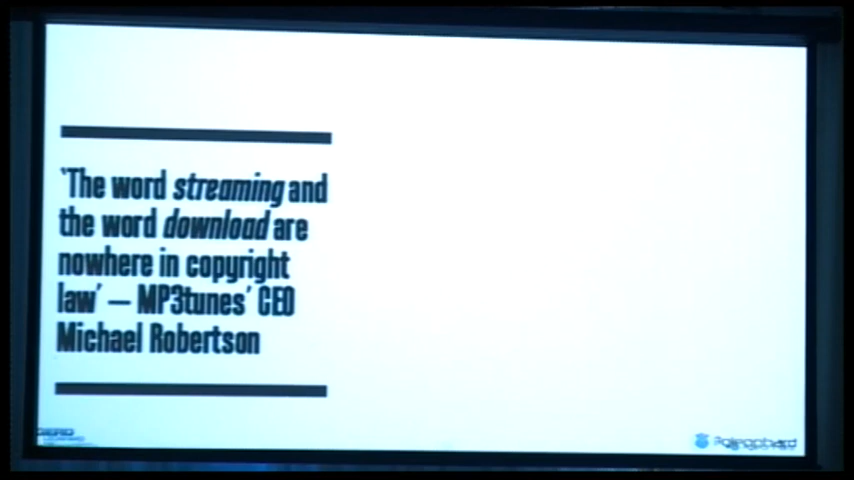 ‘The word streaming and
the word download are
nowhere in copyright
law’ — MP3tunes’ CEO
Michael Robertson